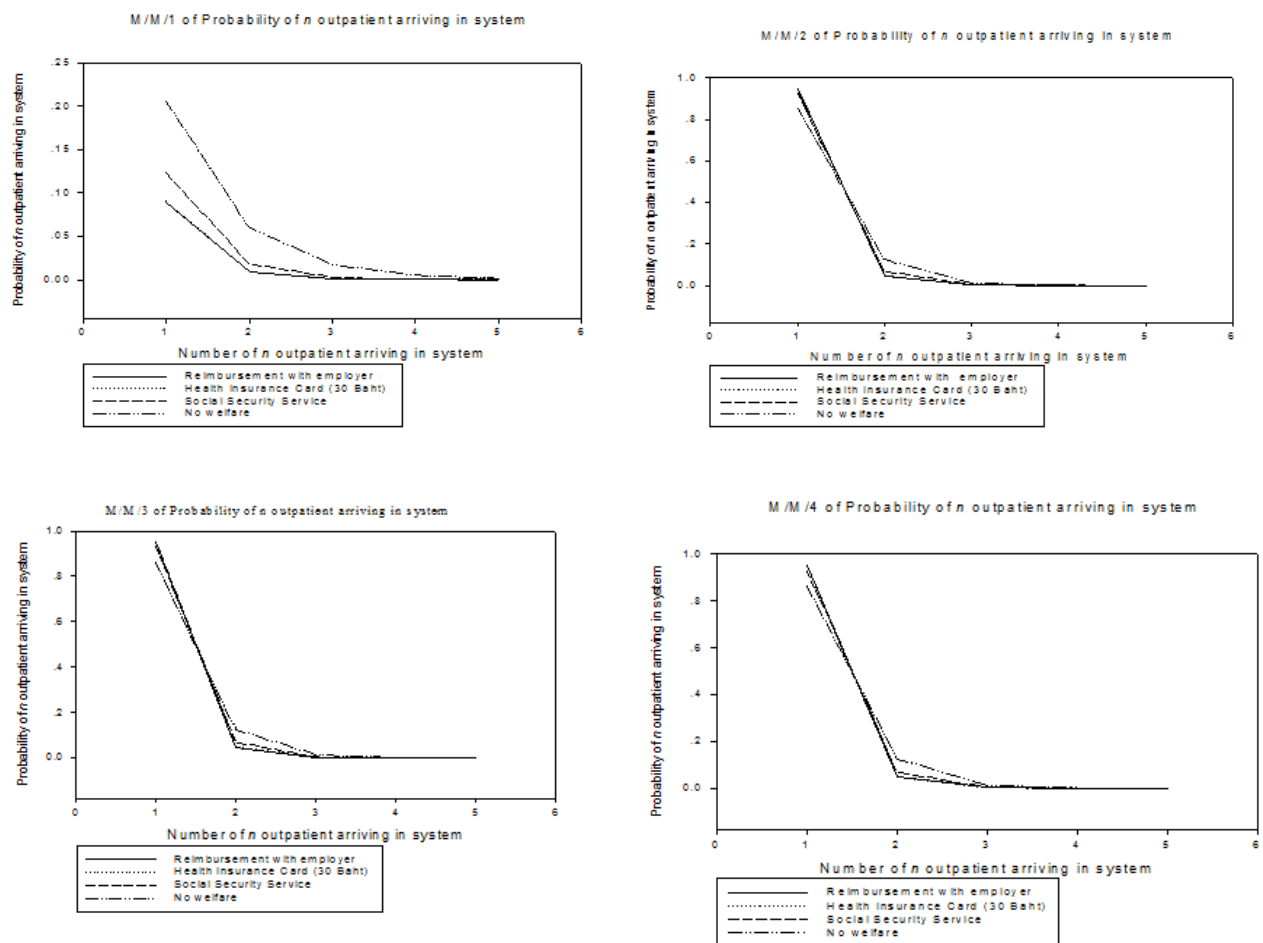 M/M/1 of Probability of n outpatient arriving in system
Probability of n outpatient arriving in system
.25
.20
.15
.10
.05
0.00
0 1 2 3 4 5 6
Number of n outpatient arriving in system
Reimbursement with employer
Health Insurance Card (30 Baht)
Social Security Service
No welfare
M/M/2 of Probability of n outpatient arriving in system
Probability of n outpatient arriving in system
1.0
.8
.6
.4
.2
0.0
0 1 2 3 4 5 6
Number of n outpatient arriving in system
Reimbursement with employer
Health Insurance Card (30 Baht)
Social Security Service
No welfare
M/M/3 of Probability of n outpatient arriving in system
Probability of n outpatient arriving in system
1.0
.8
.6
.4
.2
0.0
0 1 2 3 4 5 6
Number of n outpatient arriving in system
Reimbursement with employer
Health Insurance Card (30 Baht)
Social Security Service
No welfare
M/M/4 of Probability of n outpatient arriving in system
Probability of n outpatient arriving in system
1.0
.8
.6
.4
.2
0.0
0 1 2 3 4 5 6
Number of n outpatient arriving in system
Reimbursement with employer
Health Insurance Card (30 Baht)
Social Security Service
No welfare